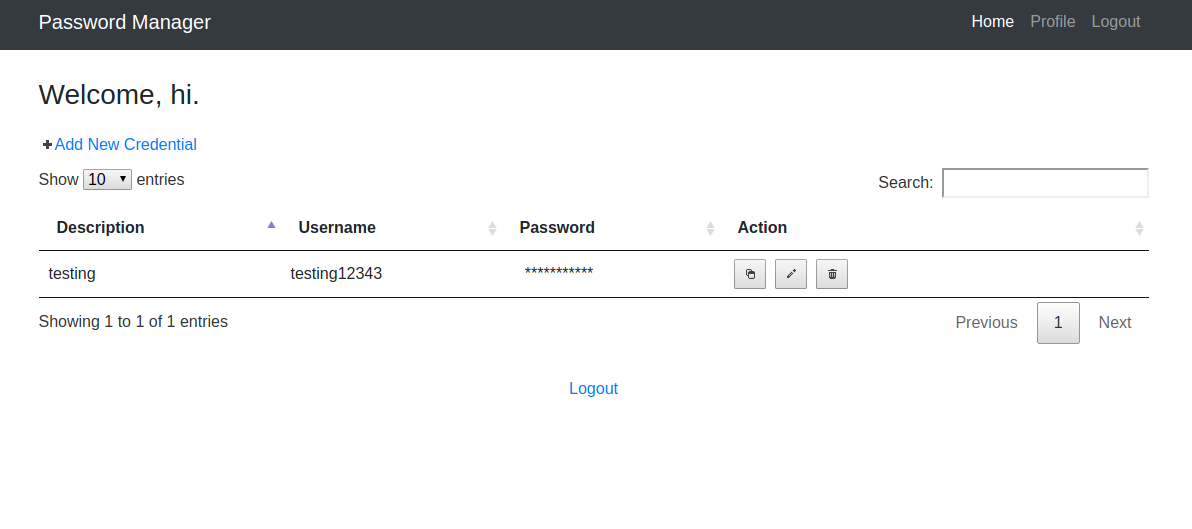 Password Manager Home Profile Logout
Welcome, hi.
Add New Credential
Show 10 entries Search:
Description Username Password Action
testing testing12343 ***********
Showing 1 to 1 of 1 entries Previous 1 Next
Logout